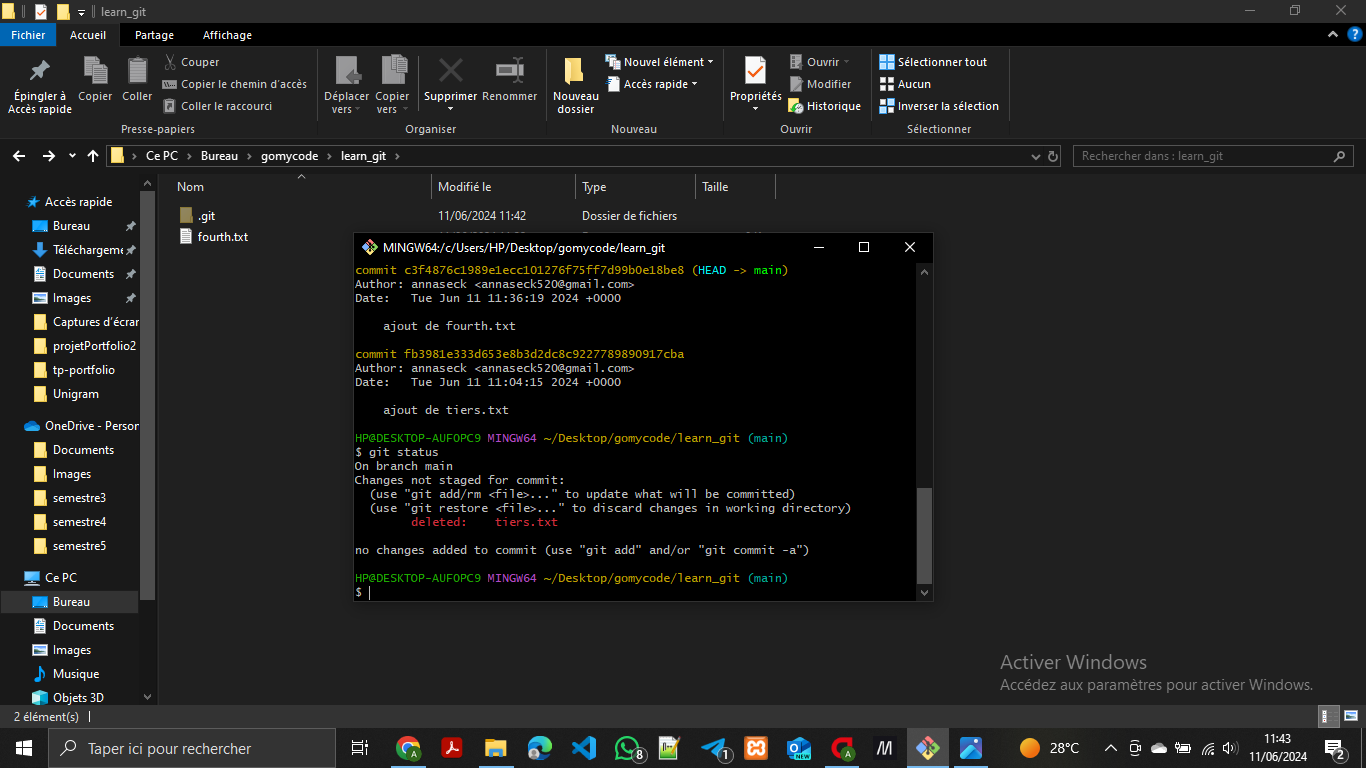 learn_git
Fichier Accueil Partage Affichage
Épingler à Accès rapide
Copier
Coller
Couper
Copier le chemin d'accès
Coller le raccourci
Presse-papiers
Déplacer vers
Copier vers
Supprimer
Renommer
Organiser
Nouveau dossier
Nouvel élément
Accès rapide
Nouveau
Propriétés
Ouvrir
Modifier
Historique
Ouvrir
Sélectionner tout
Aucun
Inverser la sélection
Sélectionner
Ce PC > Bureau > gomycode > learn_git >
Rechercher dans : learn_git
Accès rapide
Bureau
Téléchargeme
Documents
Images
Captures d'écrar
projetPortfolio2
tp-portfolio
Unigram
OneDrive - Person
Documents
Images
semestre3
semestre4
semestre5
Ce PC
Bureau
Documents
Images
Musique
Objets 3D
Nom Modifié le Type Taille
.git 11/06/2024 11:42 Dossier de fichiers
fourth.txt
MINGW64:/c/Users/HP/Desktop/gomycode/learn_git
commit c3f4876c1989e1ecc101276f75ff7d99b0e18be8 (HEAD -> main)
Author: annaseck <annaseck520@gmail.com>
Date:   Tue Jun 11 11:36:19 2024 +0000
ajout de fourth.txt
commit fb3981e333d653e8b3d2dc8c9227789890917cba
Author: annaseck <annaseck520@gmail.com>
Date:   Tue Jun 11 11:04:15 2024 +0000
ajout de tiers.txt
HP@DESKTOP-AUFOPC9 MINGW64 ~/Desktop/gomycode/learn_git (main)
$ git status
On branch main
Changes not staged for commit:
(use "git add/rm <file>..." to update what will be committed)
(use "git restore <file>..." to discard changes in working directory)
deleted:    tiers.txt
no changes added to commit (use "git add" and/or "git commit -a")
HP@DESKTOP-AUFOPC9 MINGW64 ~/Desktop/gomycode/learn_git (main)
$
Activer Windows
Accédez aux paramètres pour activer Windows.
2 élément(s)
Taper ici pour rechercher
8
1
NEW
28°C
11:43
11/06/2024
2